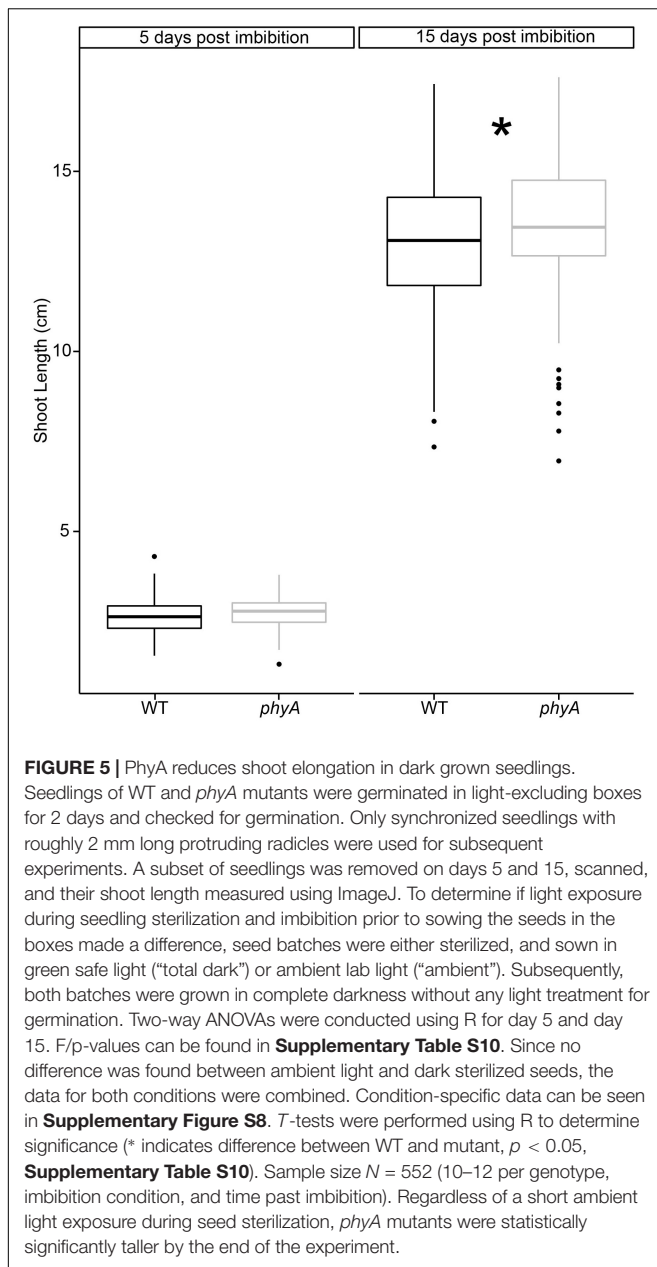 5 days post imbibition
15 days post imbibition
*
15
10
5
Shoot Length (cm)
WT
phyA
WT
phyA
FIGURE 5 | PhyA reduces shoot elongation in dark grown seedlings.
Seedlings of WT and phyA mutants were germinated in light-excluding boxes
for 2 days and checked for germination. Only synchronized seedlings with
roughly 2 mm long protruding radicles were used for subsequent
experiments. A subset of seedlings was removed on days 5 and 15, scanned,
and their shoot length measured using ImageJ. To determine if light exposure
during seedling sterilization and imbibition prior to sowing the seeds in the
boxes made a difference, seed batches were either sterilized, and sown in
green safe light (“total dark”) or ambient lab light (“ambient”). Subsequently,
both batches were grown in complete darkness without any light treatment for
germination. Two-way ANOVAs were conducted using R for day 5 and day
15. F/p-values can be found in Supplementary Table S10. Since no
difference was found between ambient light and dark sterilized seeds, the
data for both conditions were combined. Condition-specific data can be seen
in Supplementary Figure S8. T-tests were performed using R to determine
significance (* indicates difference between WT and mutant, p < 0.05,
Supplementary Table S10). Sample size N = 552 (10–12 per genotype,
imbibition condition, and time past imbibition). Regardless of a short ambient
light exposure during seed sterilization, phyA mutants were statistically
significantly taller by the end of the experiment.